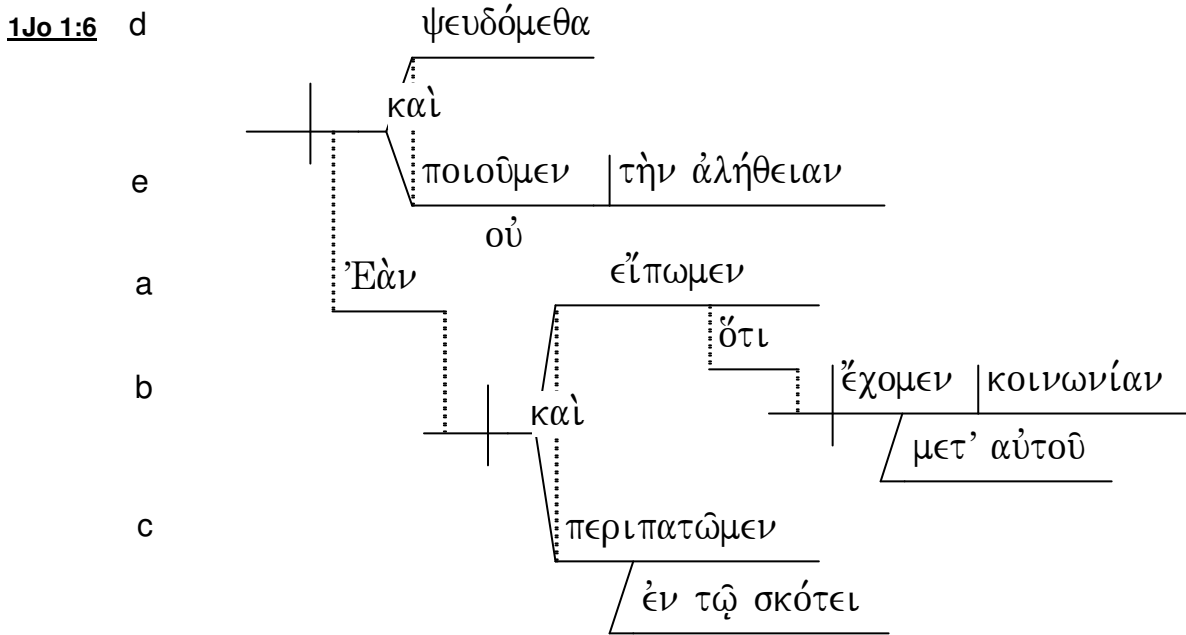 1Jo 1:6 d ψευδόμεθα
καὶ
e ποιοῦμεν τὴν ἀλήθειαν
οὐ
a Ἐὰν εἴπωμεν
ὅτι
b ἔχομεν κοινωνίαν
καὶ
μετ’ αὐτοῦ
c περιπατῶμεν
ἐν τῷ σκότει